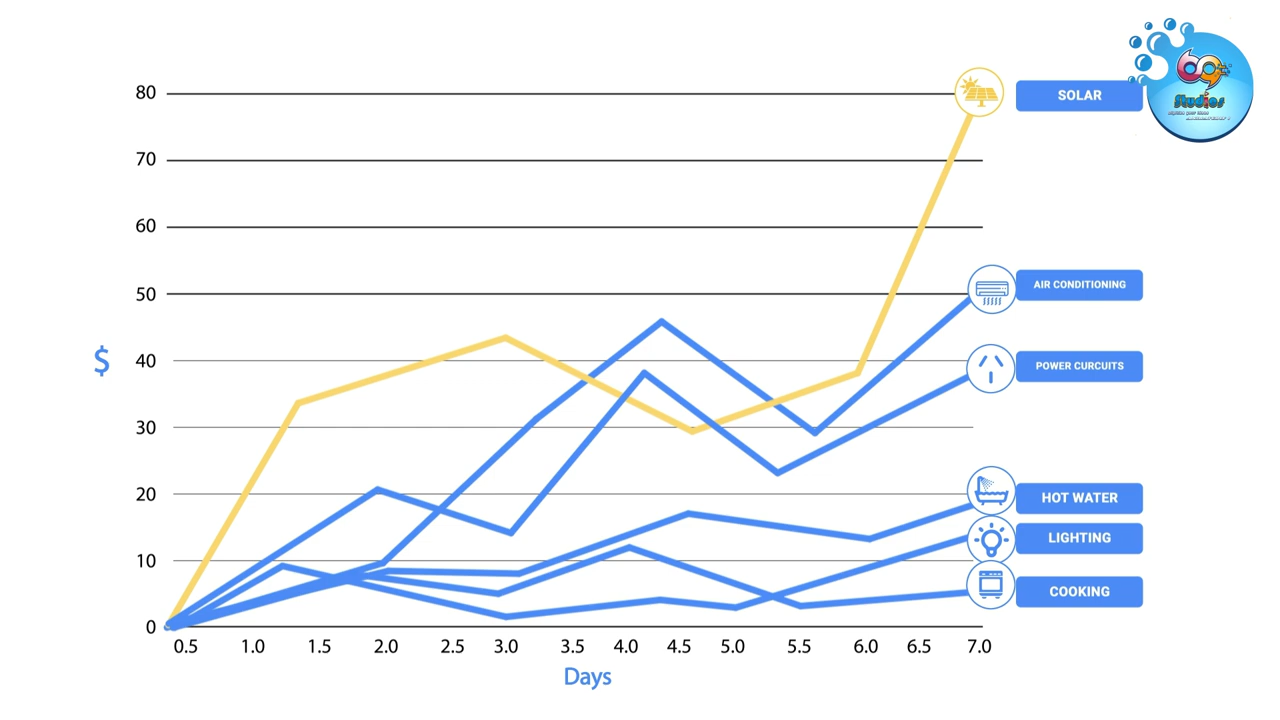 80
70
60
50
40
30
20
10
0
$
0.5 1.0 1.5 2.0 2.5 3.0 3.5 4.0 4.5 5.0 5.5 6.0 6.5 7.0
Days
SOLAR
AIR CONDITIONING
POWER CURCUITS
HOT WATER
LIGHTING
COOKING
69
Studios